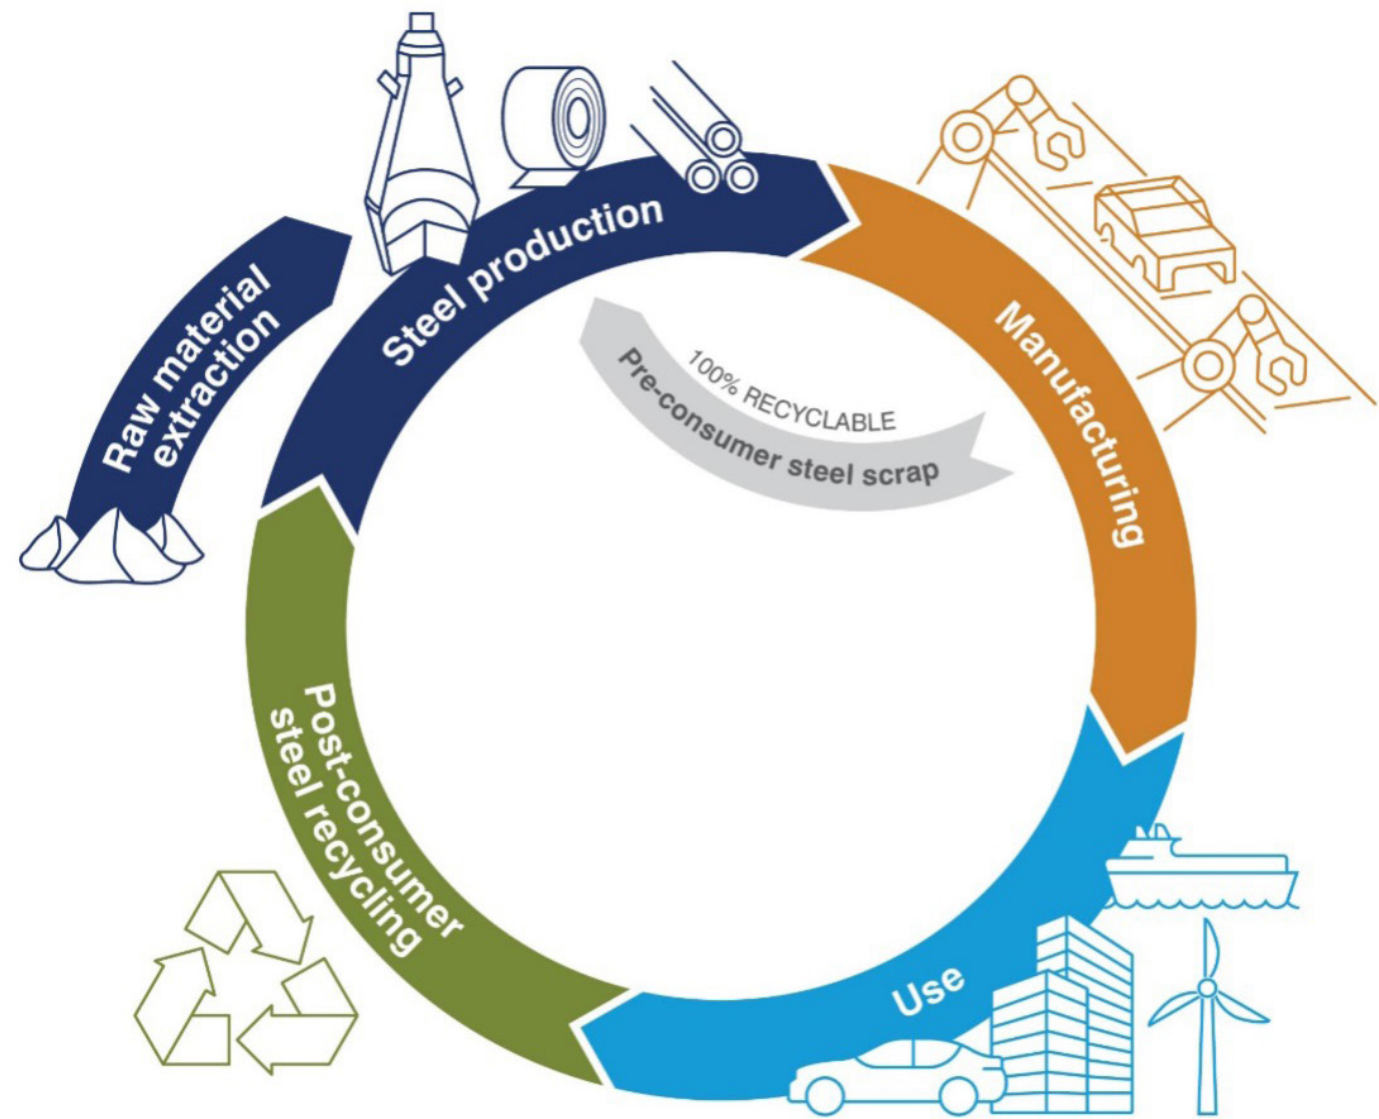 Raw material
extraction
Steel production
Manufacturing
100% RECYCLABLE
Pre-consumer steel scrap
Use
Post-consumer
steel recycling